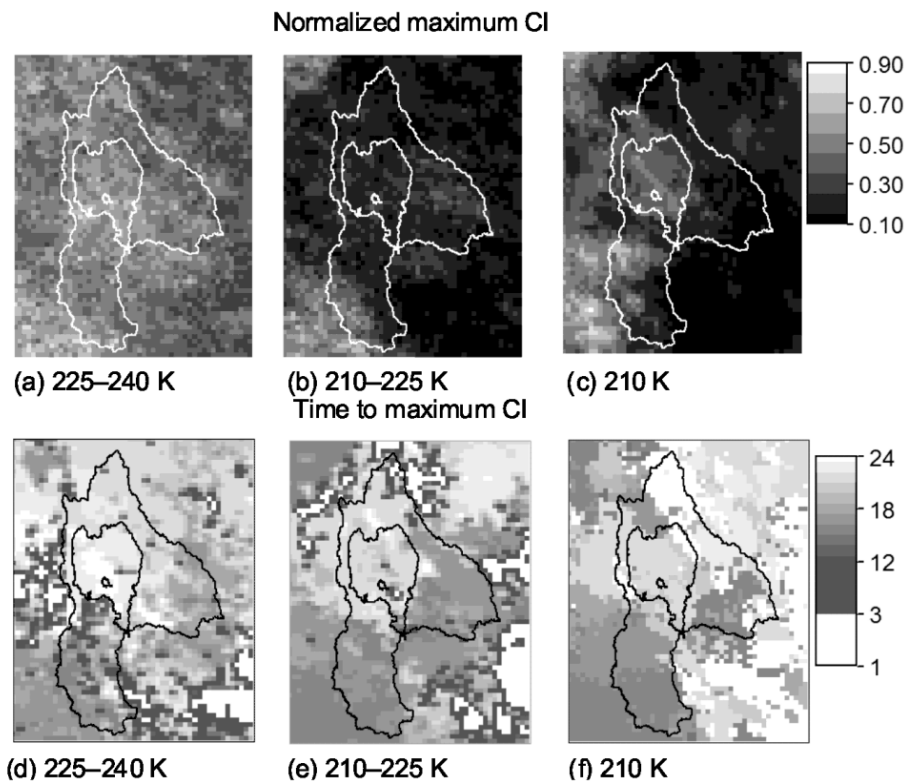 Normalized maximum CI
0.90
0.70
0.50
0.30
0.10
(a) 225–240 K
(b) 210–225 K
(c) 210 K
Time to maximum CI
24
18
12
3
1
(d) 225–240 K
(e) 210–225 K
(f) 210 K